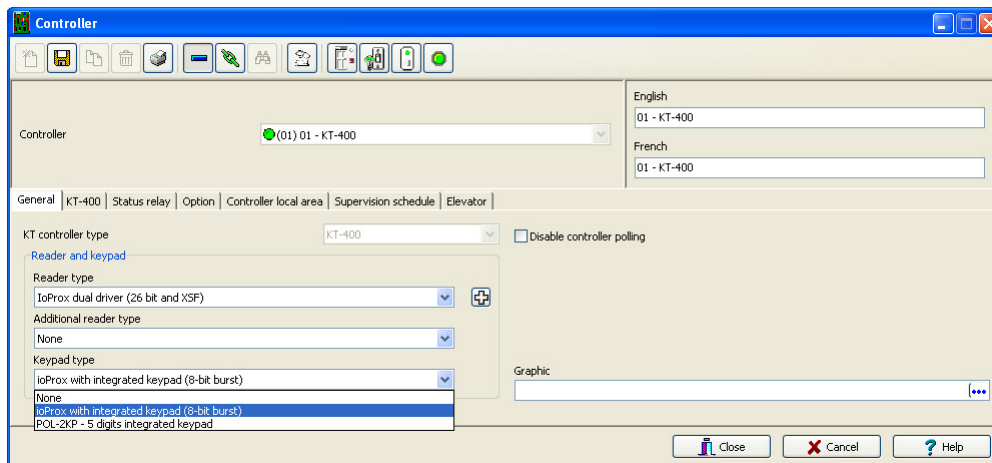 Controller
Controller
(01) 01 - KT-400
English
01 - KT-400
French
01 - KT-400
General
KT-400
Status relay
Option
Controller local area
Supervision schedule
Elevator
KT controller type
KT-400
Disable controller polling
Reader and keypad
Reader type
IoProx dual driver (26 bit and XSF)
Additional reader type
None
Keypad type
ioProx with integrated keypad (8-bit burst)
None
ioProx with integrated keypad (8-bit burst)
POL-2KP - 5 digits integrated keypad
Graphic
Close
Cancel
Help